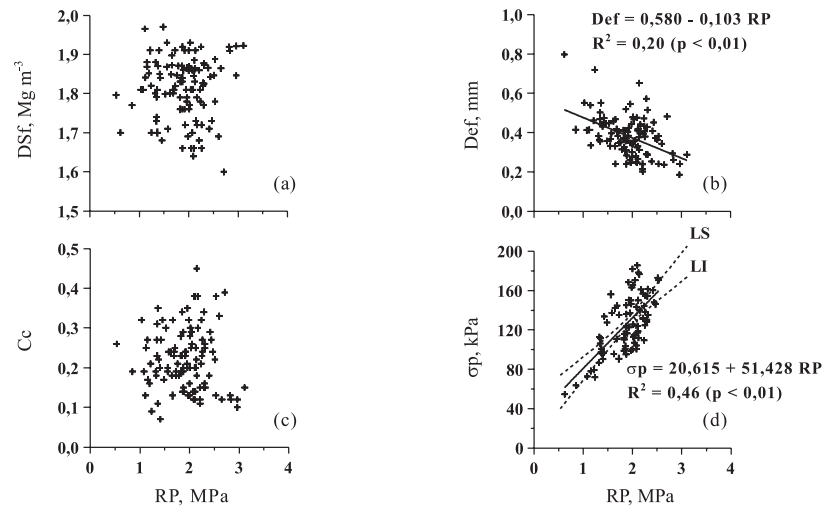 2,0
1,9
1,8
1,7
1,6
1,5
DSf, Mg m⁻³
(a)
1,0
0,8
0,6
0,4
0,2
0,0
Def, mm
Def = 0,580 - 0,103 RP
R² = 0,20 (p < 0,01)
(b)
0,5
0,4
0,3
0,2
0,1
0,0
Cc
(c)
0 1 2 3 4
RP, MPa
200
160
120
80
40
0
σp, kPa
LS
LI
σp = 20,615 + 51,428 RP
R² = 0,46 (p < 0,01)
(d)
0 1 2 3 4
RP, MPa